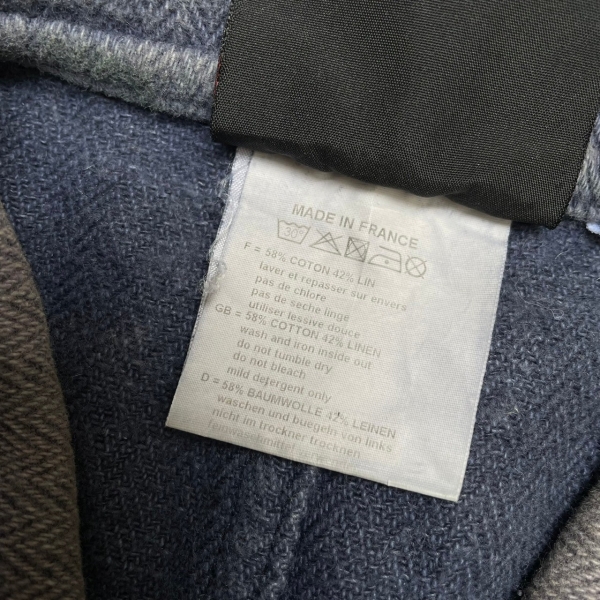 MADE IN FRANCE
30°
F = 58% COTON 42% LIN
laver et repasser sur envers
pas de chlore
pas de seche linge
utiliser lessive douce
GB = 58% COTTON 42% LINEN
wash and iron inside out
do not tumble dry
do not bleach
mild detergent only
D = 58% BAUMWOLLE 42% LEINEN
waschen und buegeln von links
nicht im trockner trocknen